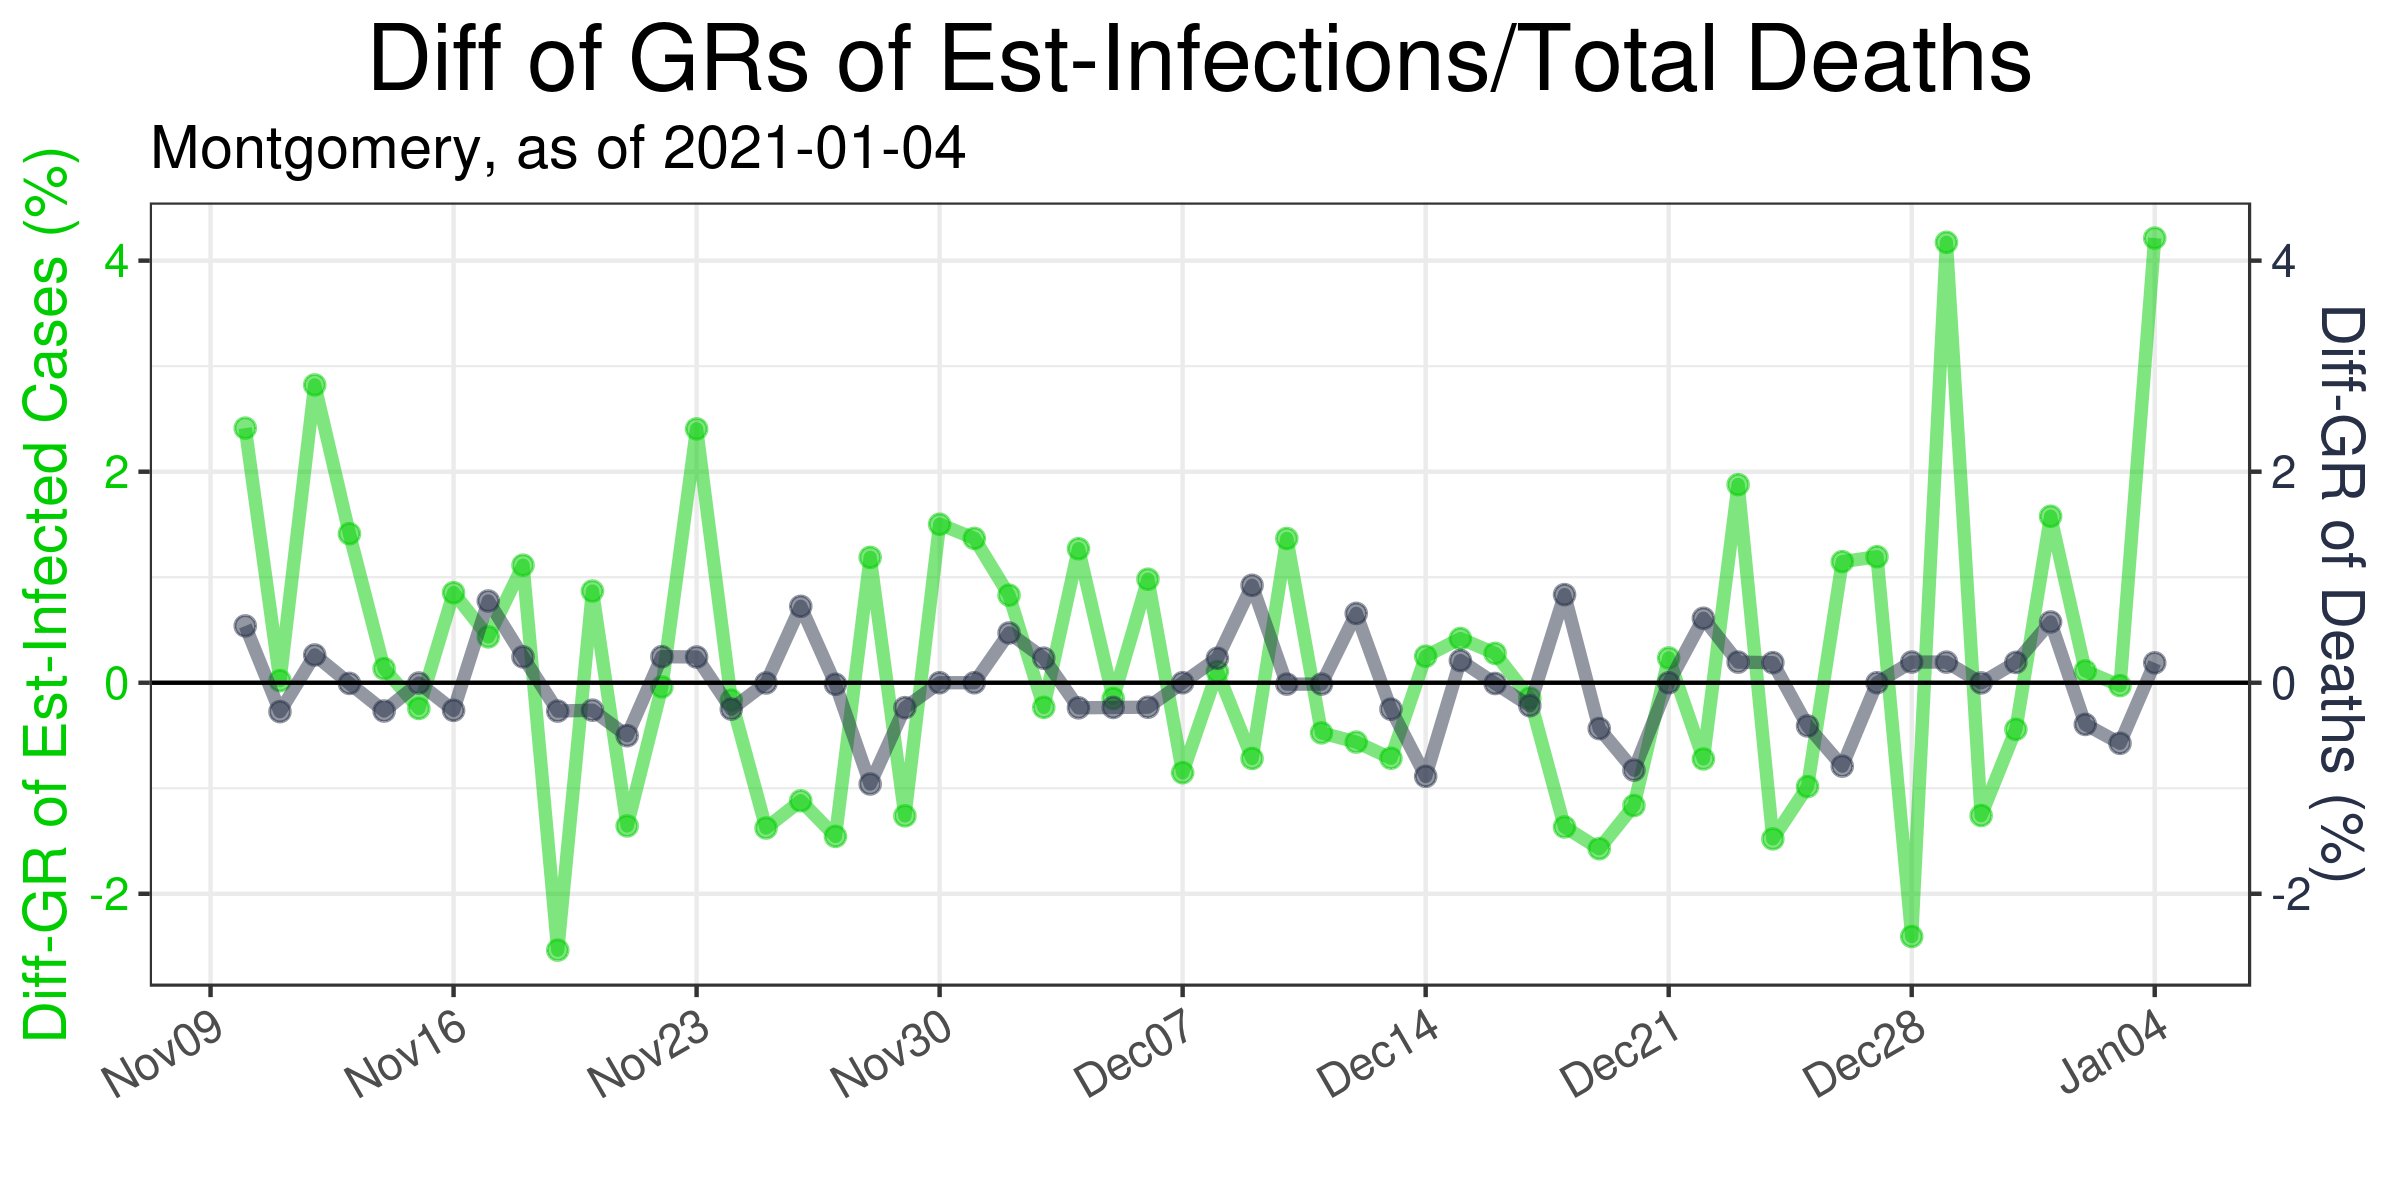 Diff of GRs of Est-Infections/Total Deaths
Montgomery, as of 2021-01-04
Diff-GR of Est-Infected Cases (%)
4
2
0
-2
4
2
0
-2
Diff-GR of Deaths (%)
Nov09
Nov16
Nov23
Nov30
Dec07
Dec14
Dec21
Dec28
Jan04